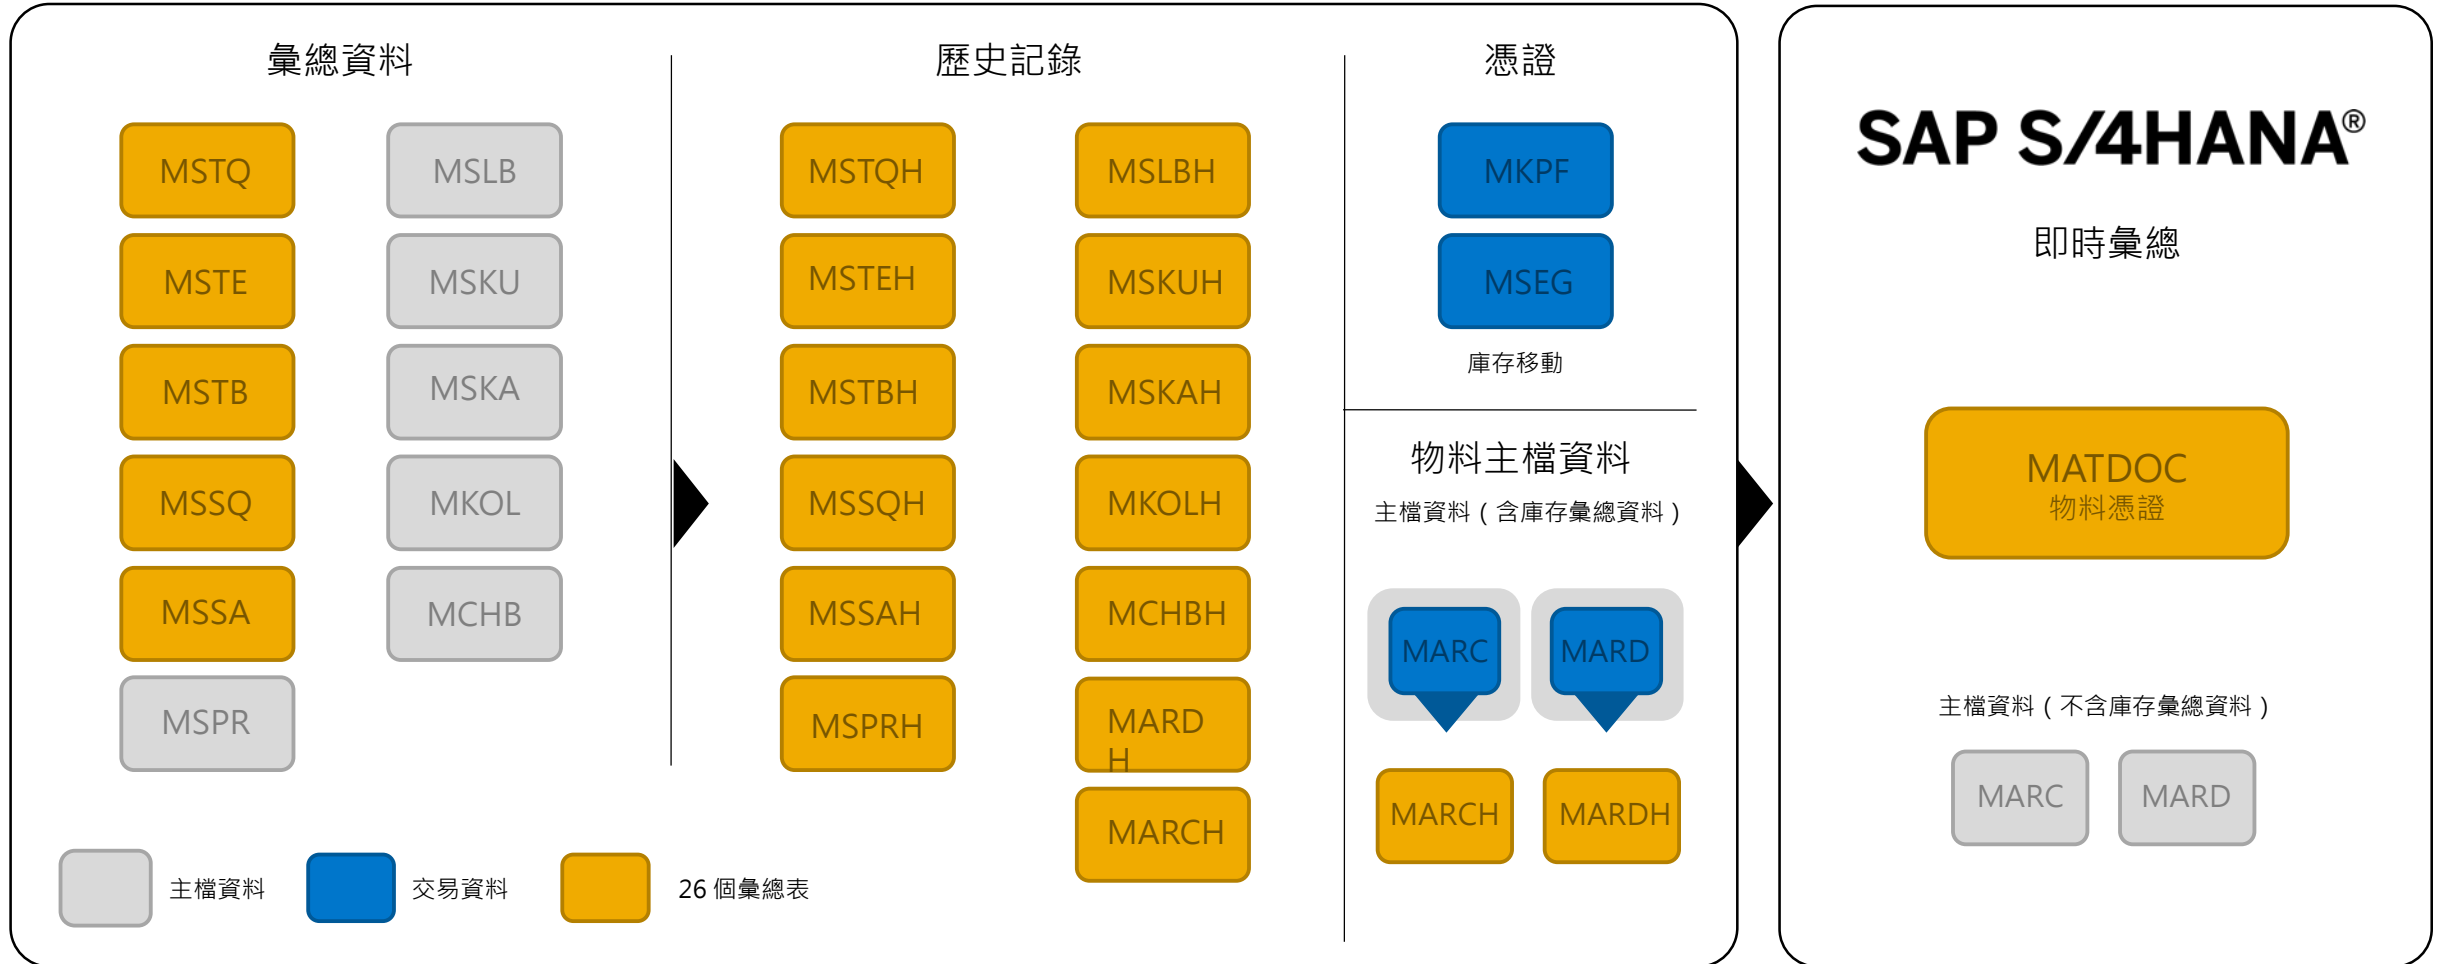 彙總資料
MSTQ
MSLB
MSTE
MSKU
MSTB
MSKA
MSSQ
MKOL
MSSA
MCHB
MSPR
歷史記錄
MSTQH
MSLBH
MSTEH
MSKUH
MSTBH
MSKAH
MSSQH
MKOLH
MSSAH
MCHBH
MSPRH
MARD
H
MARCH
憑證
MKPF
MSEG
庫存移動
物料主檔資料
主檔資料（含庫存彙總資料）
MARC
MARD
MARCH
MARDH
主檔資料
交易資料
26 個彙總表
SAP S/4HANA®
即時彙總
MATDOC
物料憑證
主檔資料（不含庫存彙總資料）
MARC
MARD